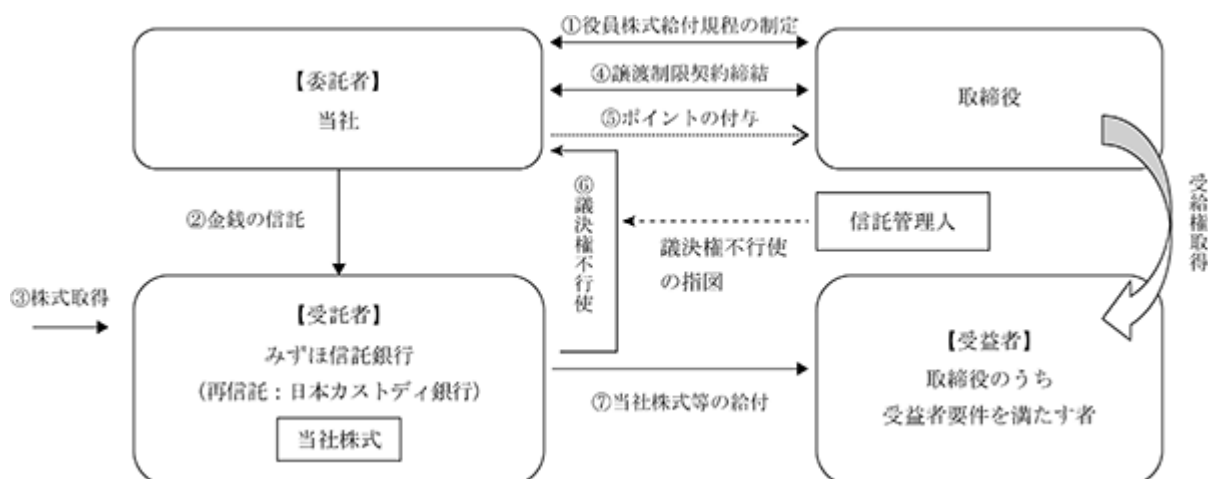 ①役員株式給付規程の制定
【委託者】
当社
④譲渡制限契約締結
取締役
⑤ポイントの付与
②金銭の信託
⑥議決権不行使
信託管理人
議決権不行使
の指図
受給権取得
③株式取得
【受託者】
みずほ信託銀行
(再信託：日本カストディ銀行)
当社株式
⑦当社株式等の給付
【受益者】
取締役のうち
受益者要件を満たす者